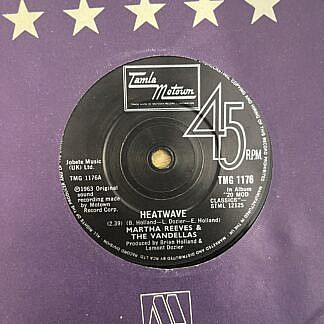 Tamla
Motown
45
R.P.M.
Jobete Music
(UK) Ltd.
TMG 1176A
TMG 1176
℗1963 Original
sound recording
made by
Motown
Record Corp.
in Album
"20 MOD
CLASSICS"—
STML 12125
HEATWAVE
(2.39) (B. Holland—L. Dozier—E. Holland)
MARTHA REEVES &
THE VANDELLAS
Produced by Brian Holland &
Lamont Dozier
M